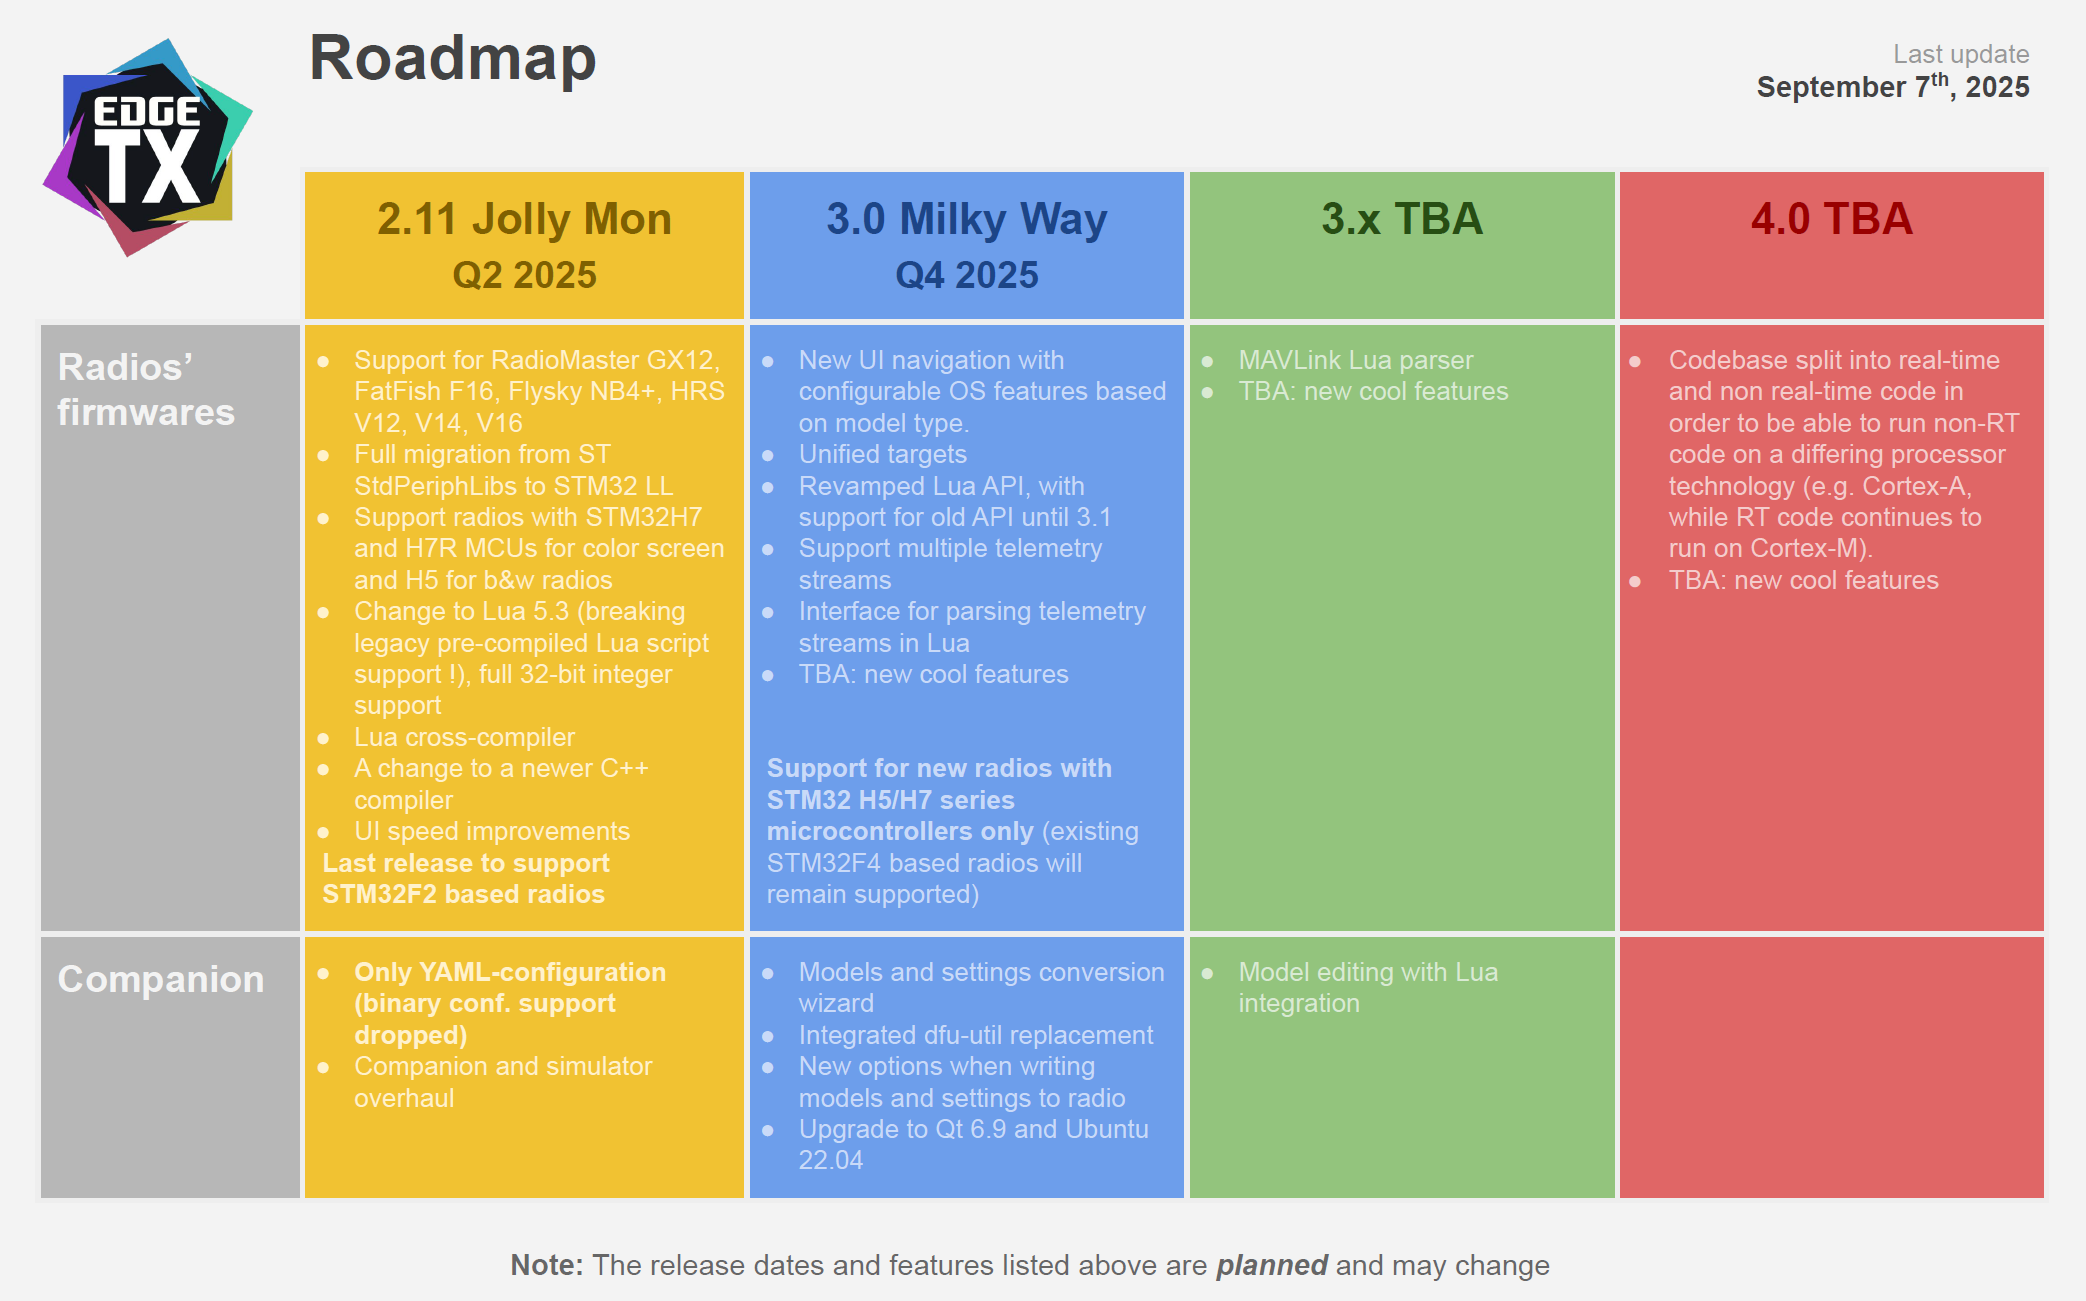 EDGE
TX
Roadmap
Last update
September 7th, 2025
2.11 Jolly Mon
Q2 2025
3.0 Milky Way
Q4 2025
3.x TBA
4.0 TBA
Radios’
firmwares
● Support for RadioMaster GX12,
FatFish F16, Flysky NB4+, HRS
V12, V14, V16
● Full migration from ST
StdPeriphLibs to STM32 LL
● Support radios with STM32H7
and H7R MCUs for color screen
and H5 for b&w radios
● Change to Lua 5.3 (breaking
legacy pre-compiled Lua script
support !), full 32-bit integer
support
● Lua cross-compiler
● A change to a newer C++
compiler
● UI speed improvements
Last release to support
STM32F2 based radios
● New UI navigation with
configurable OS features based
on model type.
● Unified targets
● Revamped Lua API, with
support for old API until 3.1
● Support multiple telemetry
streams
● Interface for parsing telemetry
streams in Lua
● TBA: new cool features
Support for new radios with
STM32 H5/H7 series
microcontrollers only (existing
STM32F4 based radios will
remain supported)
● MAVLink Lua parser
● TBA: new cool features
● Codebase split into real-time
and non real-time code in
order to be able to run non-RT
code on a differing processor
technology (e.g. Cortex-A,
while RT code continues to
run on Cortex-M).
● TBA: new cool features
Companion
● Only YAML-configuration
(binary conf. support
dropped)
● Companion and simulator
overhaul
● Models and settings conversion
wizard
● Integrated dfu-util replacement
● New options when writing
models and settings to radio
● Upgrade to Qt 6.9 and Ubuntu
22.04
● Model editing with Lua
integration
Note: The release dates and features listed above are planned and may change